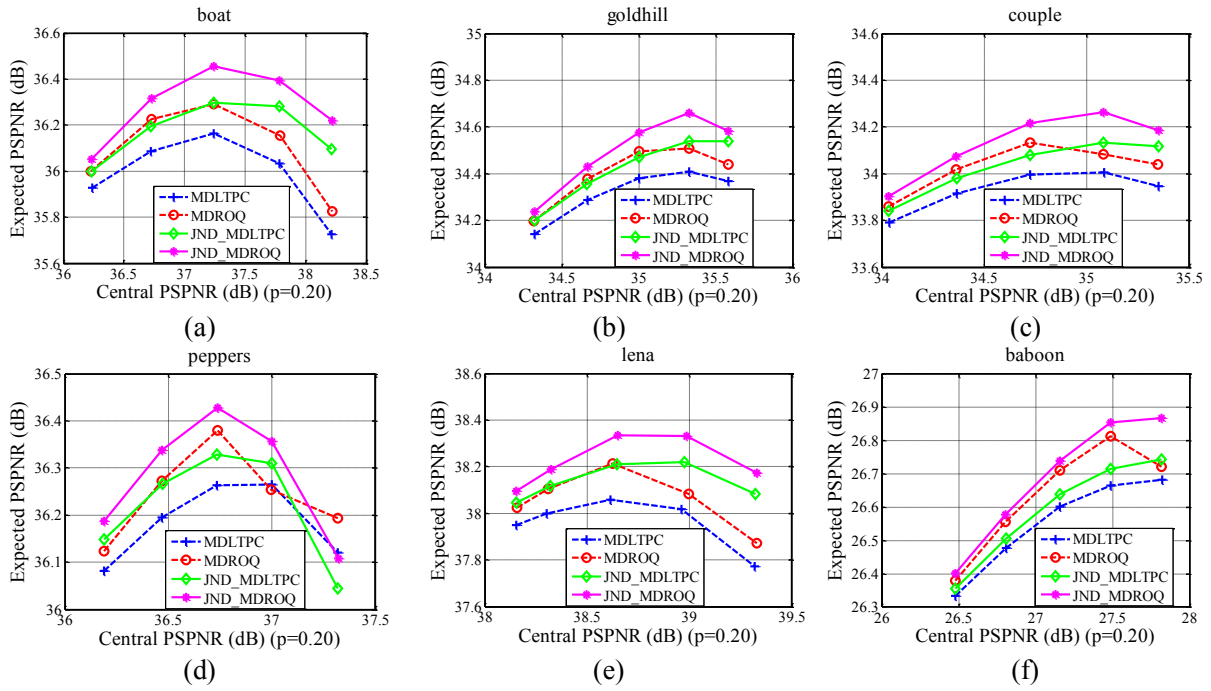 boat
Expected PSPNR (dB)
36.6
36.4
36.2
36
35.8
35.6
36 36.5 37 37.5 38 38.5
MDLTPC
MDROQ
JND_MDLTPC
JND_MDROQ
Central PSPNR (dB) (p=0.20)
(a)
goldhill
Expected PSPNR (dB)
35
34.8
34.6
34.4
34.2
34
34 34.5 35 35.5 36
MDLTPC
MDROQ
JND_MDLTPC
JND_MDROQ
Central PSPNR (dB) (p=0.20)
(b)
couple
Expected PSPNR (dB)
34.6
34.4
34.2
34
33.8
33.6
34 34.5 35 35.5
MDLTPC
MDROQ
JND_MDLTPC
JND_MDROQ
Central PSPNR (dB) (p=0.20)
(c)
peppers
Expected PSPNR (dB)
36.5
36.4
36.3
36.2
36.1
36
36 36.5 37 37.5
MDLTPC
MDROQ
JND_MDLTPC
JND_MDROQ
Central PSPNR (dB) (p=0.20)
(d)
lena
Expected PSPNR (dB)
38.6
38.4
38.2
38
37.8
37.6
38 38.5 39 39.5
MDLTPC
MDROQ
JND_MDLTPC
JND_MDROQ
Central PSPNR (dB) (p=0.20)
(e)
baboon
Expected PSPNR (dB)
27
26.9
26.8
26.7
26.6
26.5
26.4
26.3
26 26.5 27 27.5 28
MDLTPC
MDROQ
JND_MDLTPC
JND_MDROQ
Central PSPNR (dB) (p=0.20)
(f)